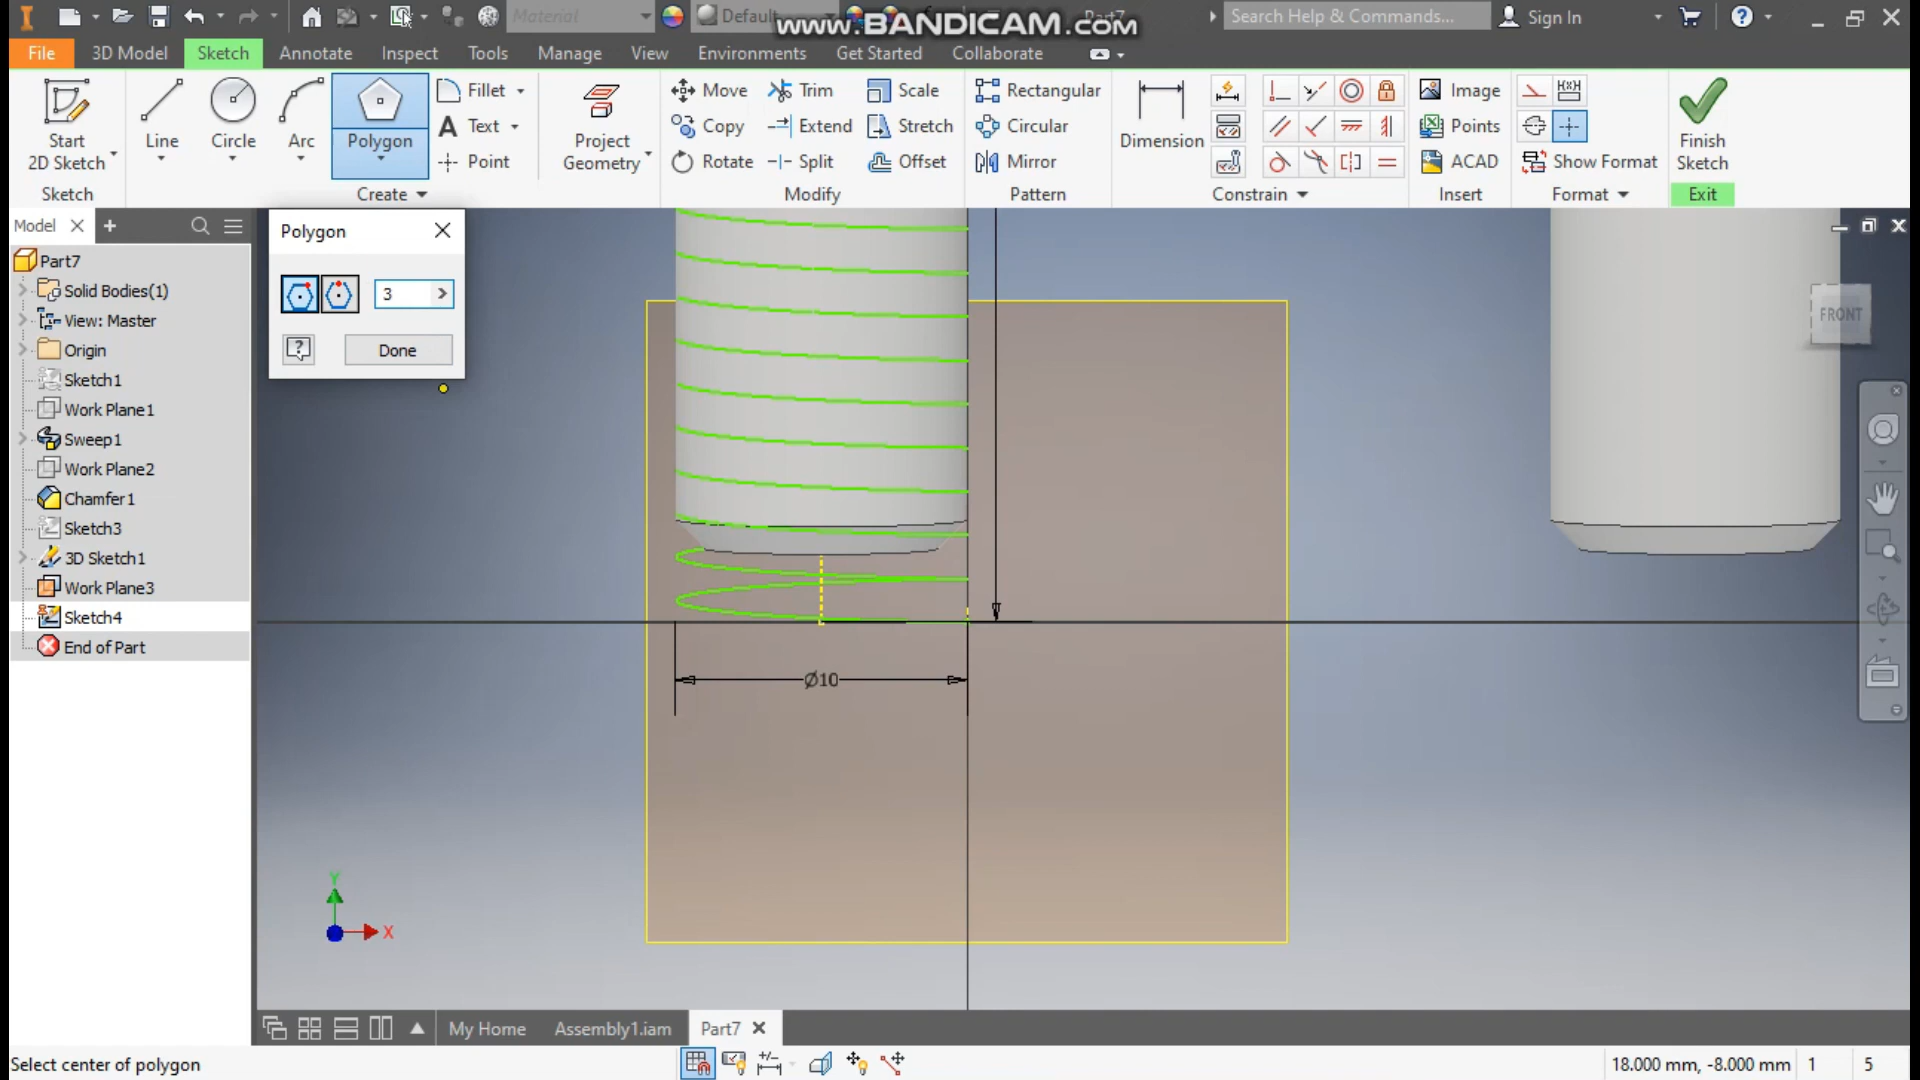 Material
Default
www.BANDICAM.com
Part7
Search Help & Commands...
Sign In
File
3D Model
Sketch
Annotate
Inspect
Tools
Manage
View
Environments
Get Started
Collaborate
Start
2D Sketch
Line
Circle
Arc
Polygon
Fillet
Text
Point
Project
Geometry
Move
Copy
Rotate
Trim
Extend
Split
Scale
Stretch
Offset
Rectangular
Circular
Mirror
Dimension
Image
Points
ACAD
Show Format
Finish
Sketch
Sketch
Create
Modify
Pattern
Constrain
Insert
Format
Exit
Model
Part7
Solid Bodies(1)
View: Master
Origin
Sketch1
Work Plane1
Sweep1
Work Plane2
Chamfer1
Sketch3
3D Sketch1
Work Plane3
Sketch4
End of Part
Polygon
3
Done
FRONT
Ø10
Y
X
My Home
Assembly1.iam
Part7
Select center of polygon
18.000 mm, -8.000 mm
1
5